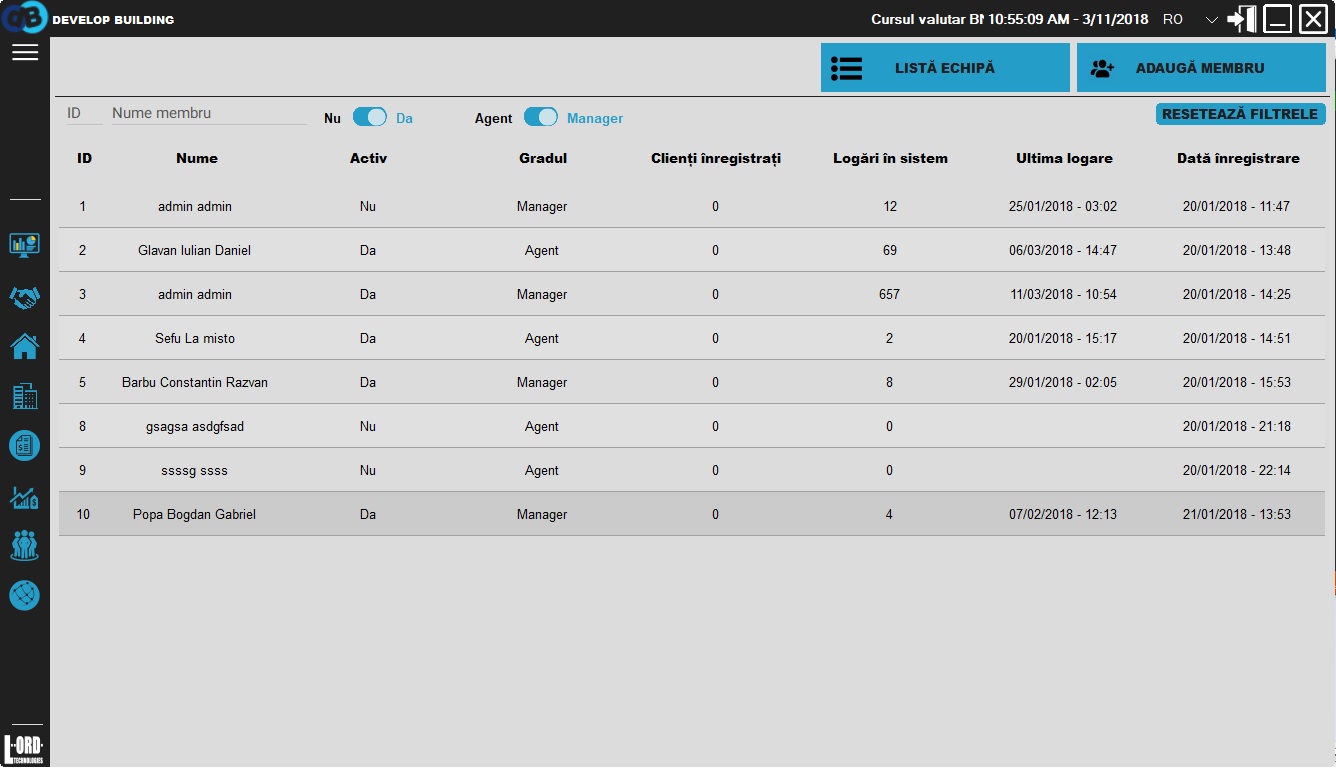 DEVELOP BUILDING
Cursul valutar BN 10:55:09 AM - 3/11/2018 RO
LISTĂ ECHIPĂ ADAUGĂ MEMBRU
ID Nume membru Nu Da Agent Manager RESETEAZĂ FILTRELE
ID Nume Activ Gradul Clienți înregistrați Logări în sistem Ultima logare Dată înregistrare
1 admin admin Nu Manager 0 12 25/01/2018 - 03:02 20/01/2018 - 11:47
2 Glavan Iulian Daniel Da Agent 0 69 06/03/2018 - 14:47 20/01/2018 - 13:48
3 admin admin Da Manager 0 657 11/03/2018 - 10:54 20/01/2018 - 14:25
4 Sefu La misto Da Agent 0 2 20/01/2018 - 15:17 20/01/2018 - 14:51
5 Barbu Constantin Razvan Da Manager 0 8 29/01/2018 - 02:05 20/01/2018 - 15:53
8 gsagsa asdgfsad Nu Agent 0 0 20/01/2018 - 21:18
9 ssssg ssss Nu Agent 0 0 20/01/2018 - 22:14
10 Popa Bogdan Gabriel Da Manager 0 4 07/02/2018 - 12:13 21/01/2018 - 13:53
L-ORD
TECHNOLOGIES